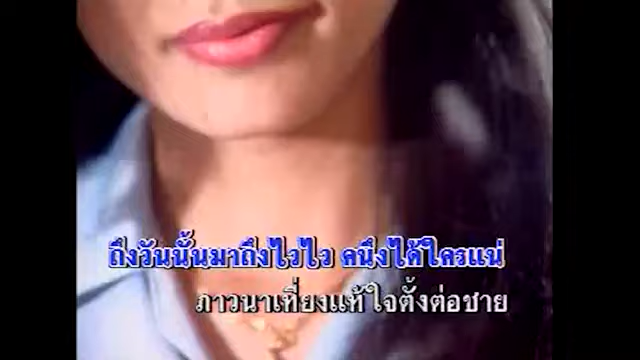 ถึงวันนั้นมาถึงไวไว คนึงได้ใครแน่
ภาวนาเที่ยงแท้ใจตั้งต่อชาย